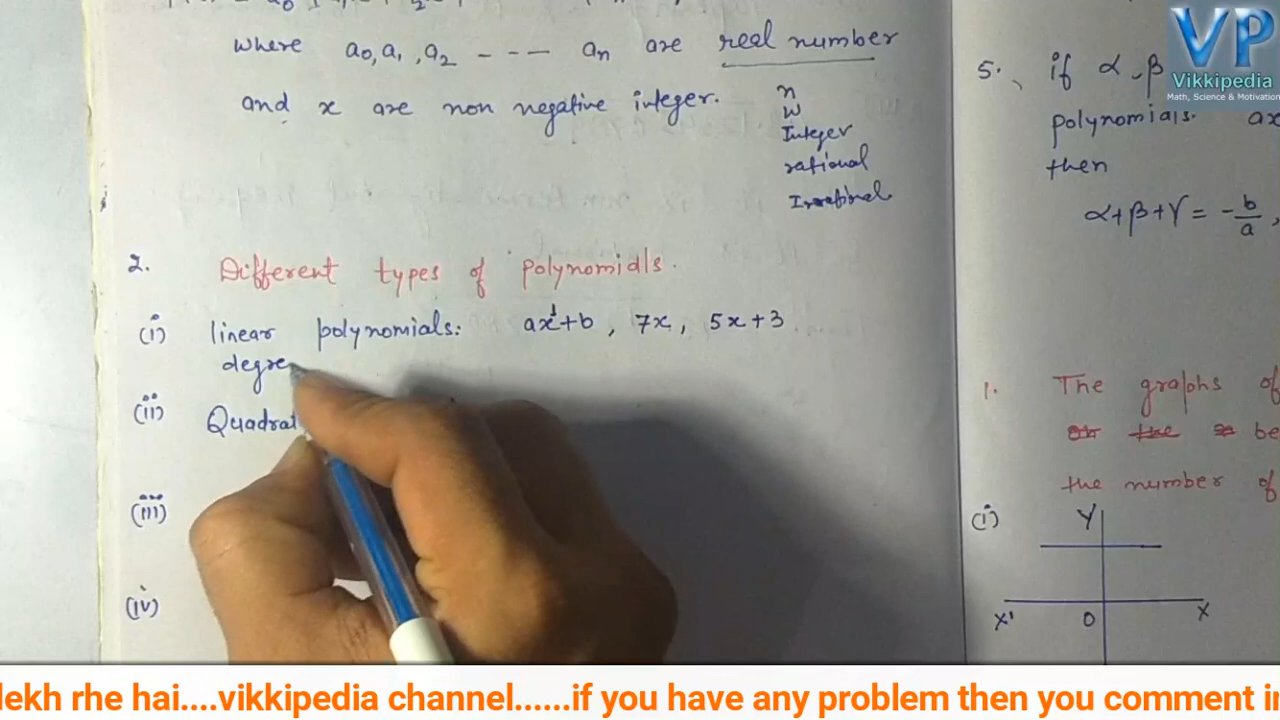 where a₀, a₁, a₂ --- aₙ are real number
and x are non negative integer.
n
W
Integer
rational
Irrational
2. Different types of polynomials.
(i) linear polynomials: ax¹+b, 7x, 5x+3
degre
(ii) Quadrat
(iii)
(iv)
5. if α, β
polynomials. ax
then
α+β+γ = -b/a,
1. The graphs of
be
the number of
(i) Y
X' O X
VP
Vikkipedia
Math, Science & Motivation
dekh rhe hai....vikkipedia channel......if you have any problem then you comment in